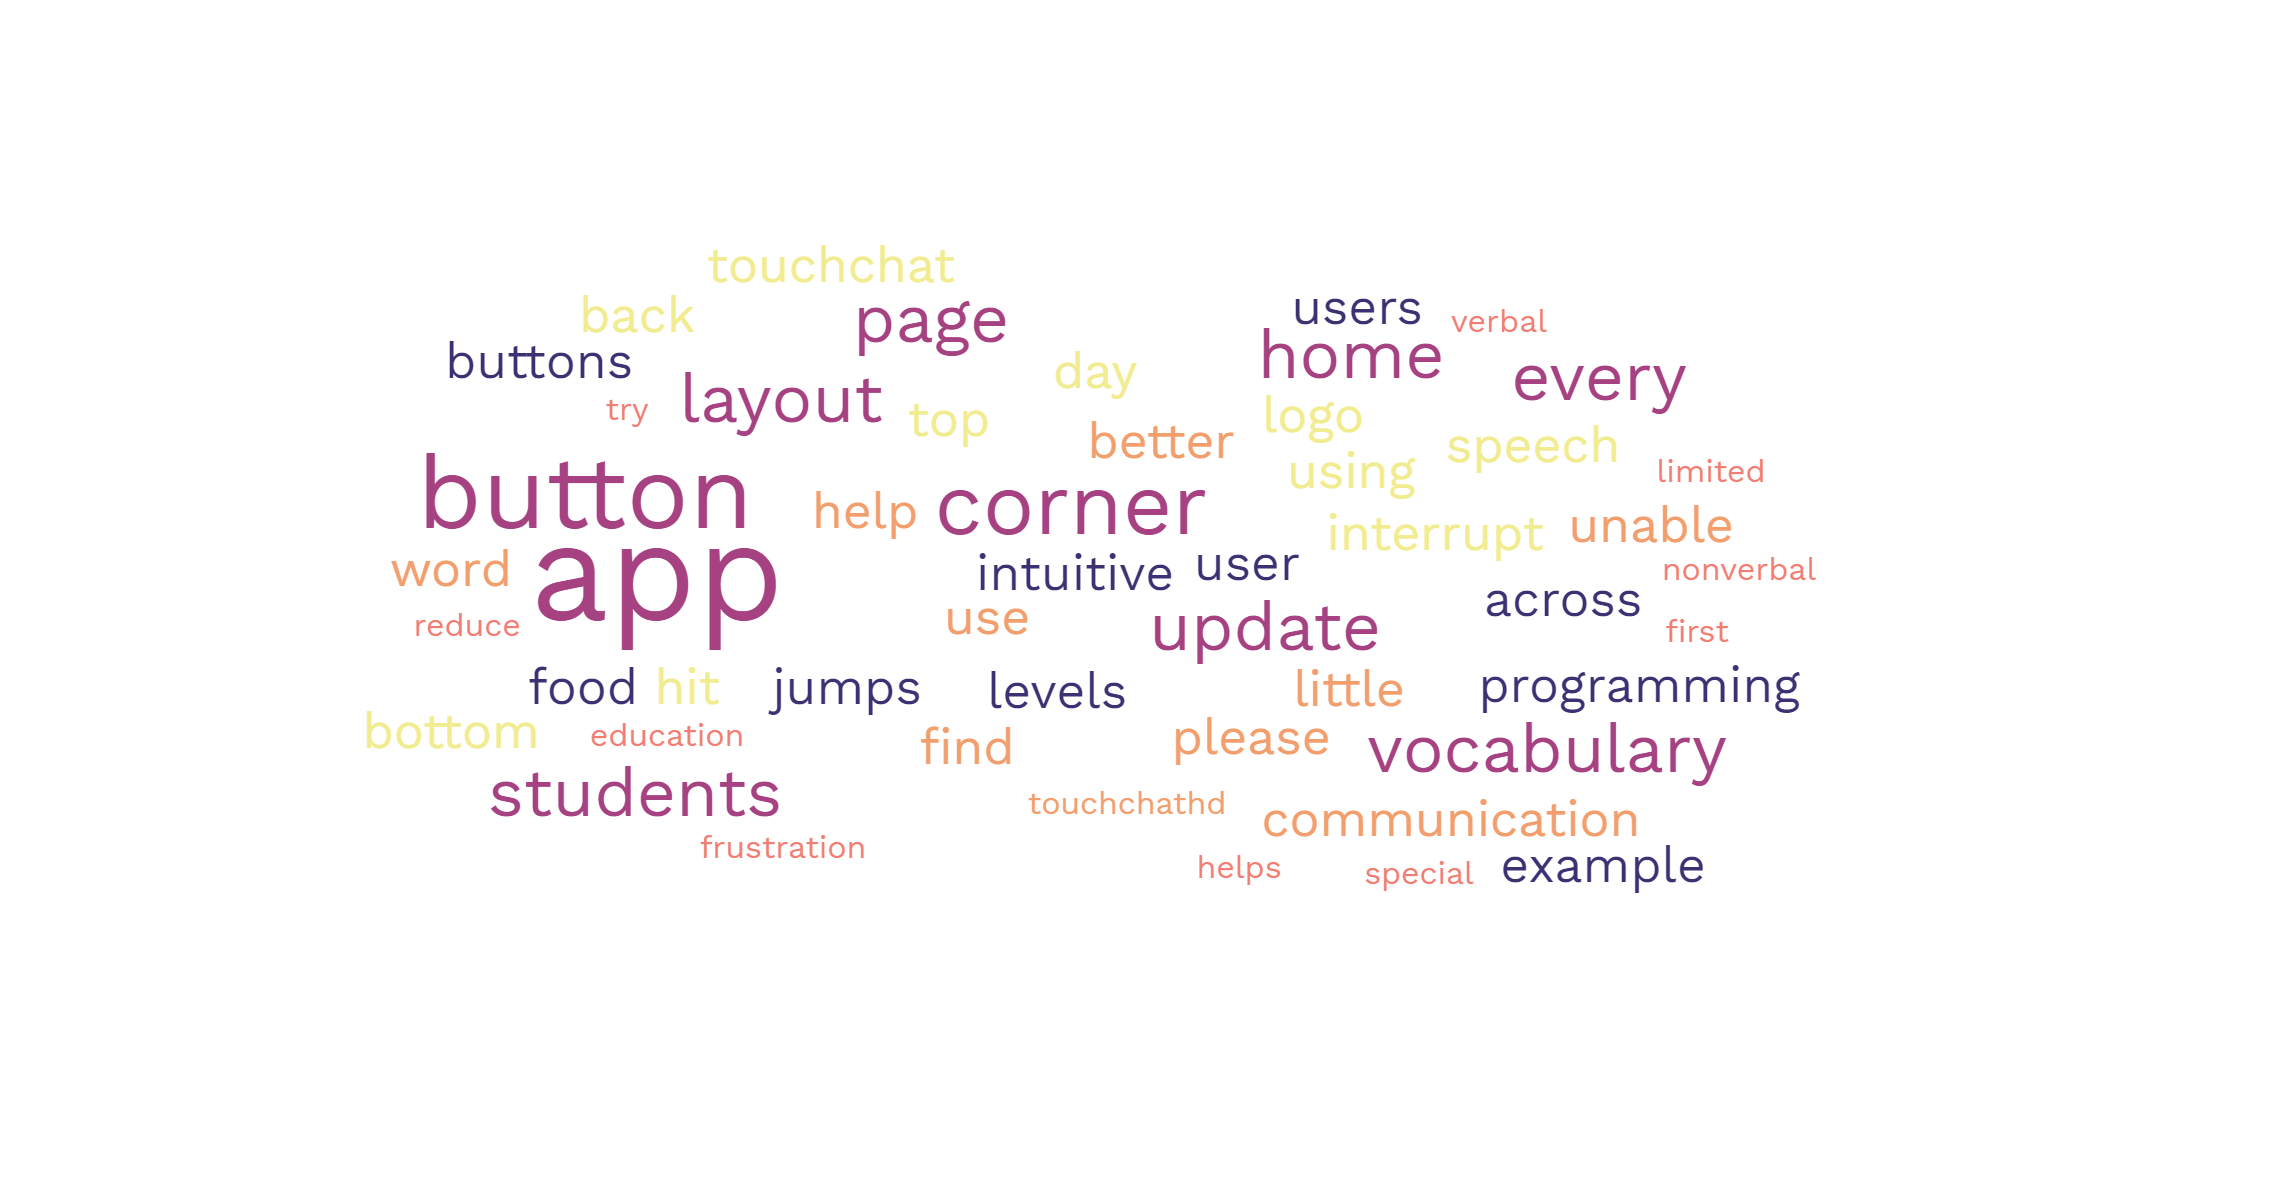 touchchat
back
page
users
verbal
buttons
home
day
every
layout
try
top
logo
better
speech
using
limited
button
help
corner
interrupt
unable
word
app
intuitive
user
nonverbal
across
reduce
use
update
first
food
hit
jumps
levels
little
programming
bottom
education
find
please
vocabulary
students
touchchathd
communication
frustration
helps
special
example